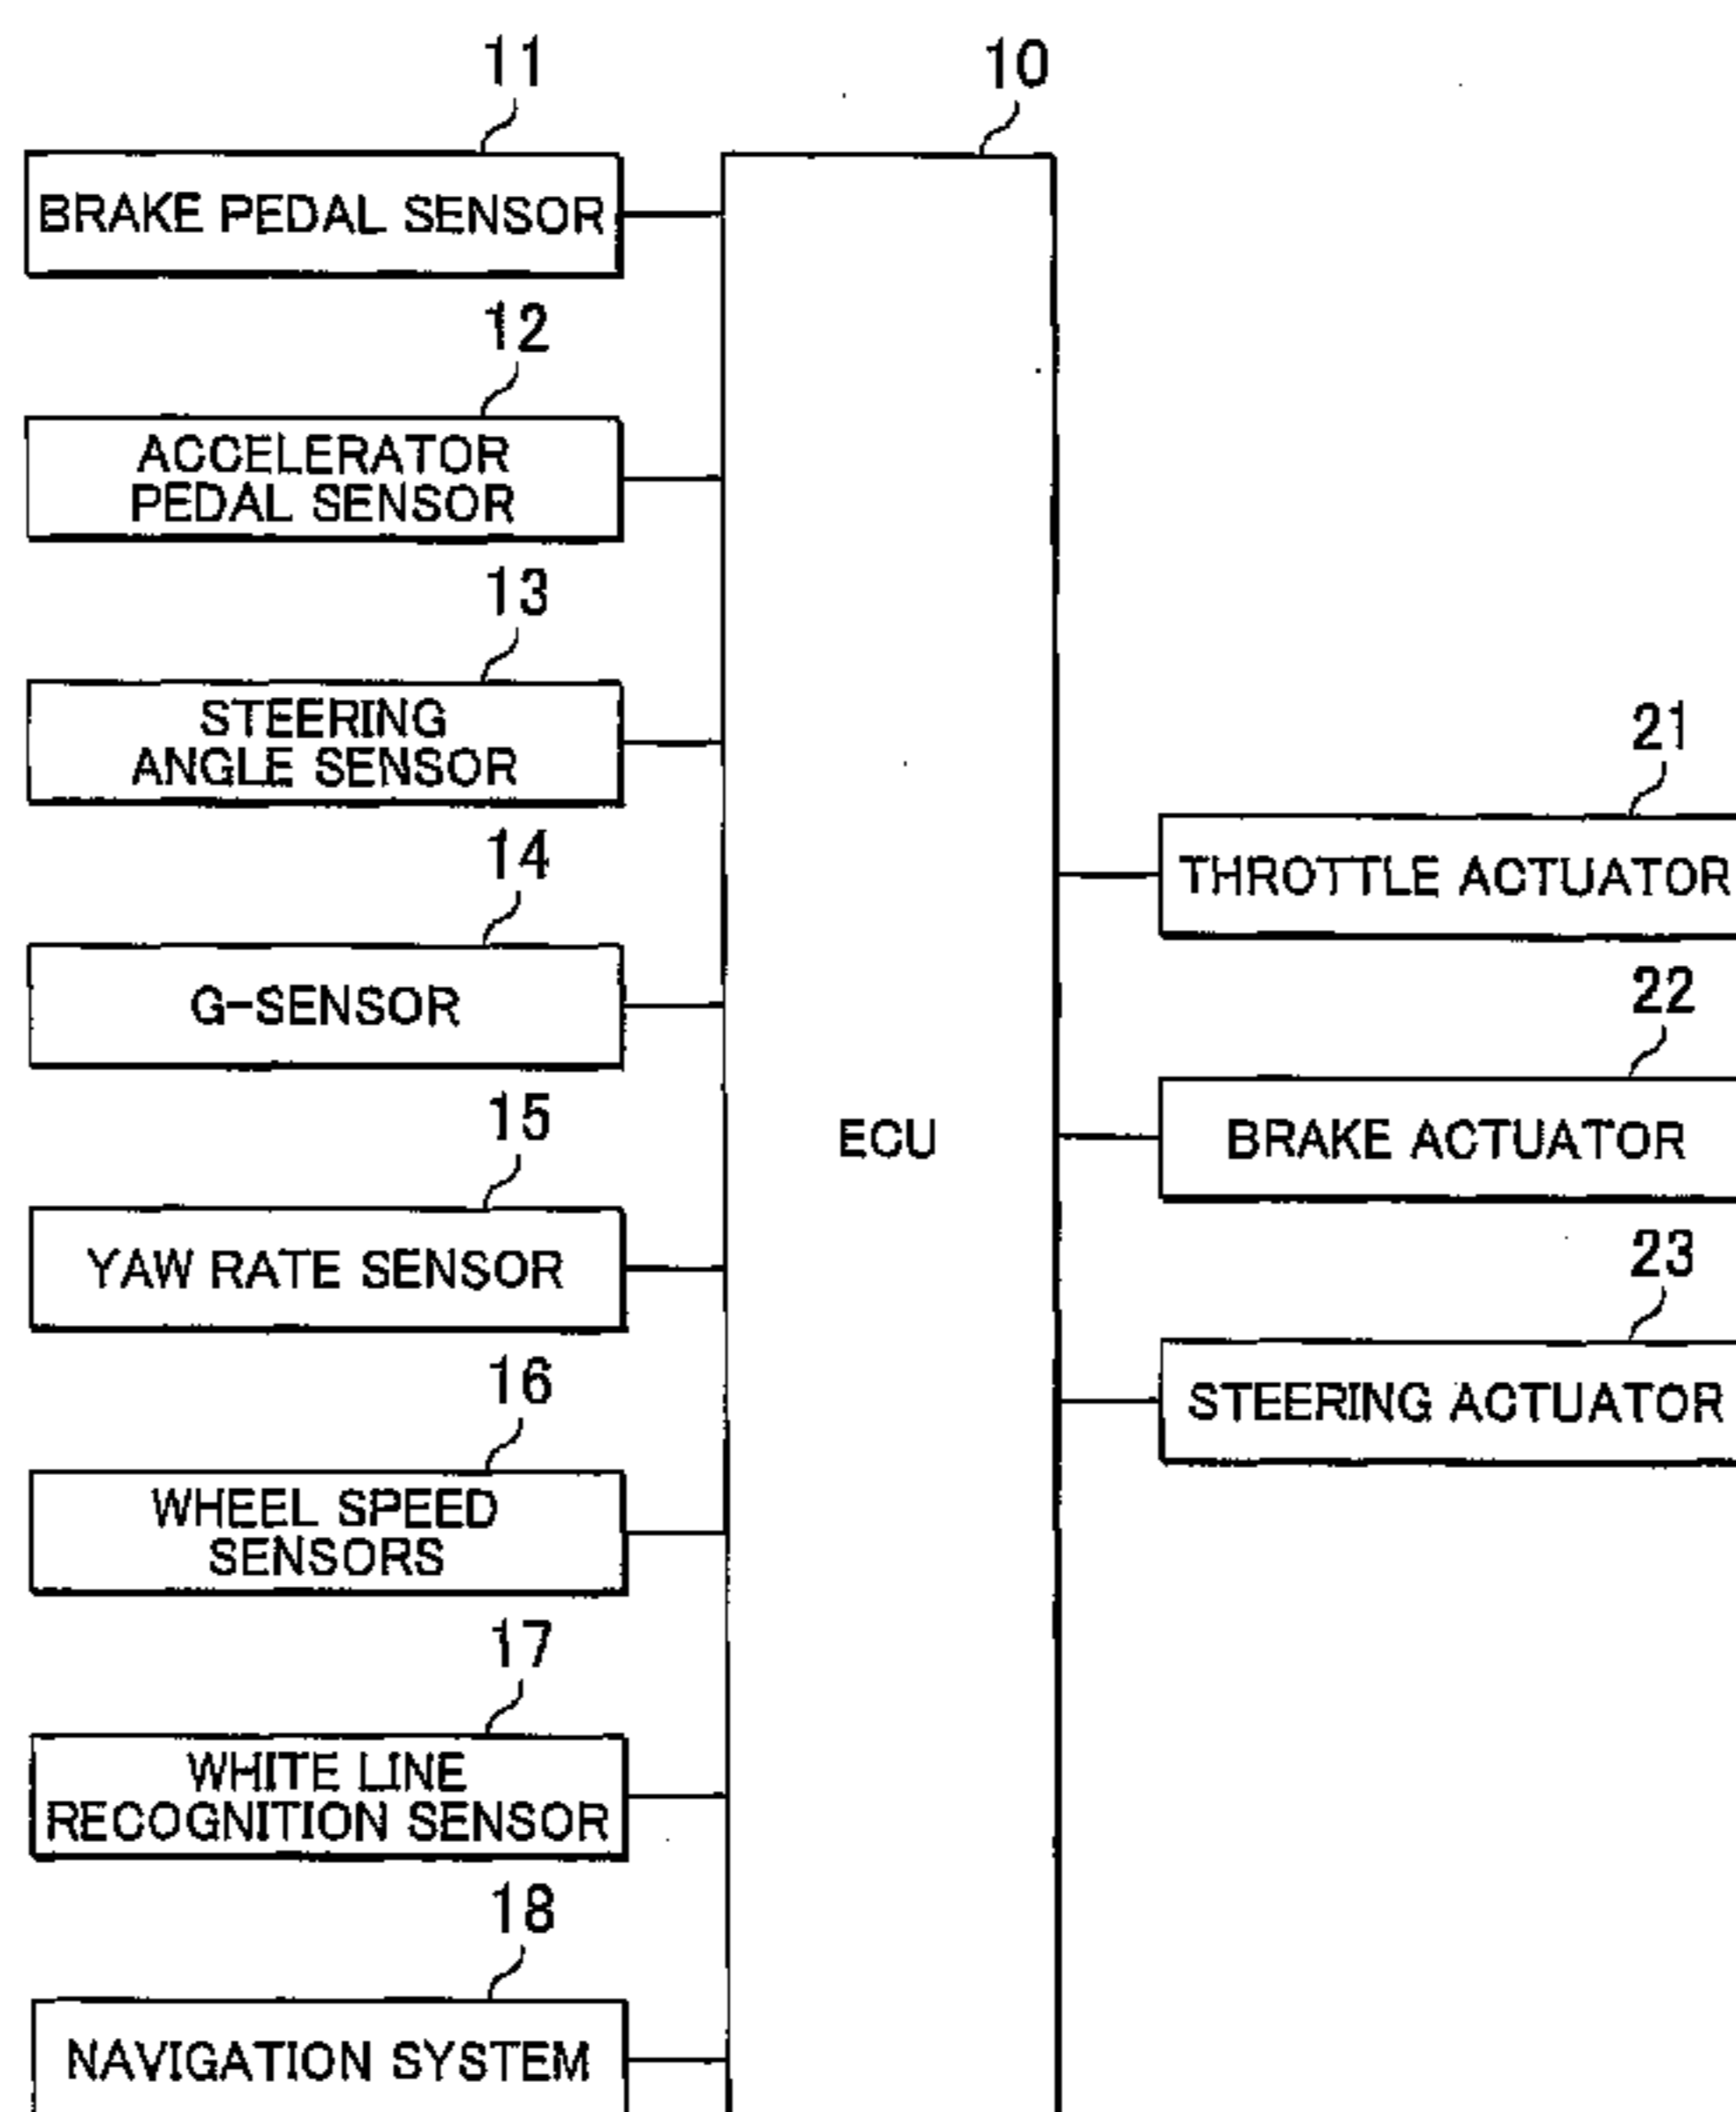 11
BRAKE PEDAL SENSOR
12
ACCELERATOR
PEDAL SENSOR
13
STEERING
ANGLE SENSOR
14
G-SENSOR
15
YAW RATE SENSOR
16
WHEEL SPEED
SENSORS
17
WHITE LINE
RECOGNITION SENSOR
18
NAVIGATION SYSTEM
10
ECU
21
THROTTLE ACTUATOR
22
BRAKE ACTUATOR
23
STEERING ACTUATOR